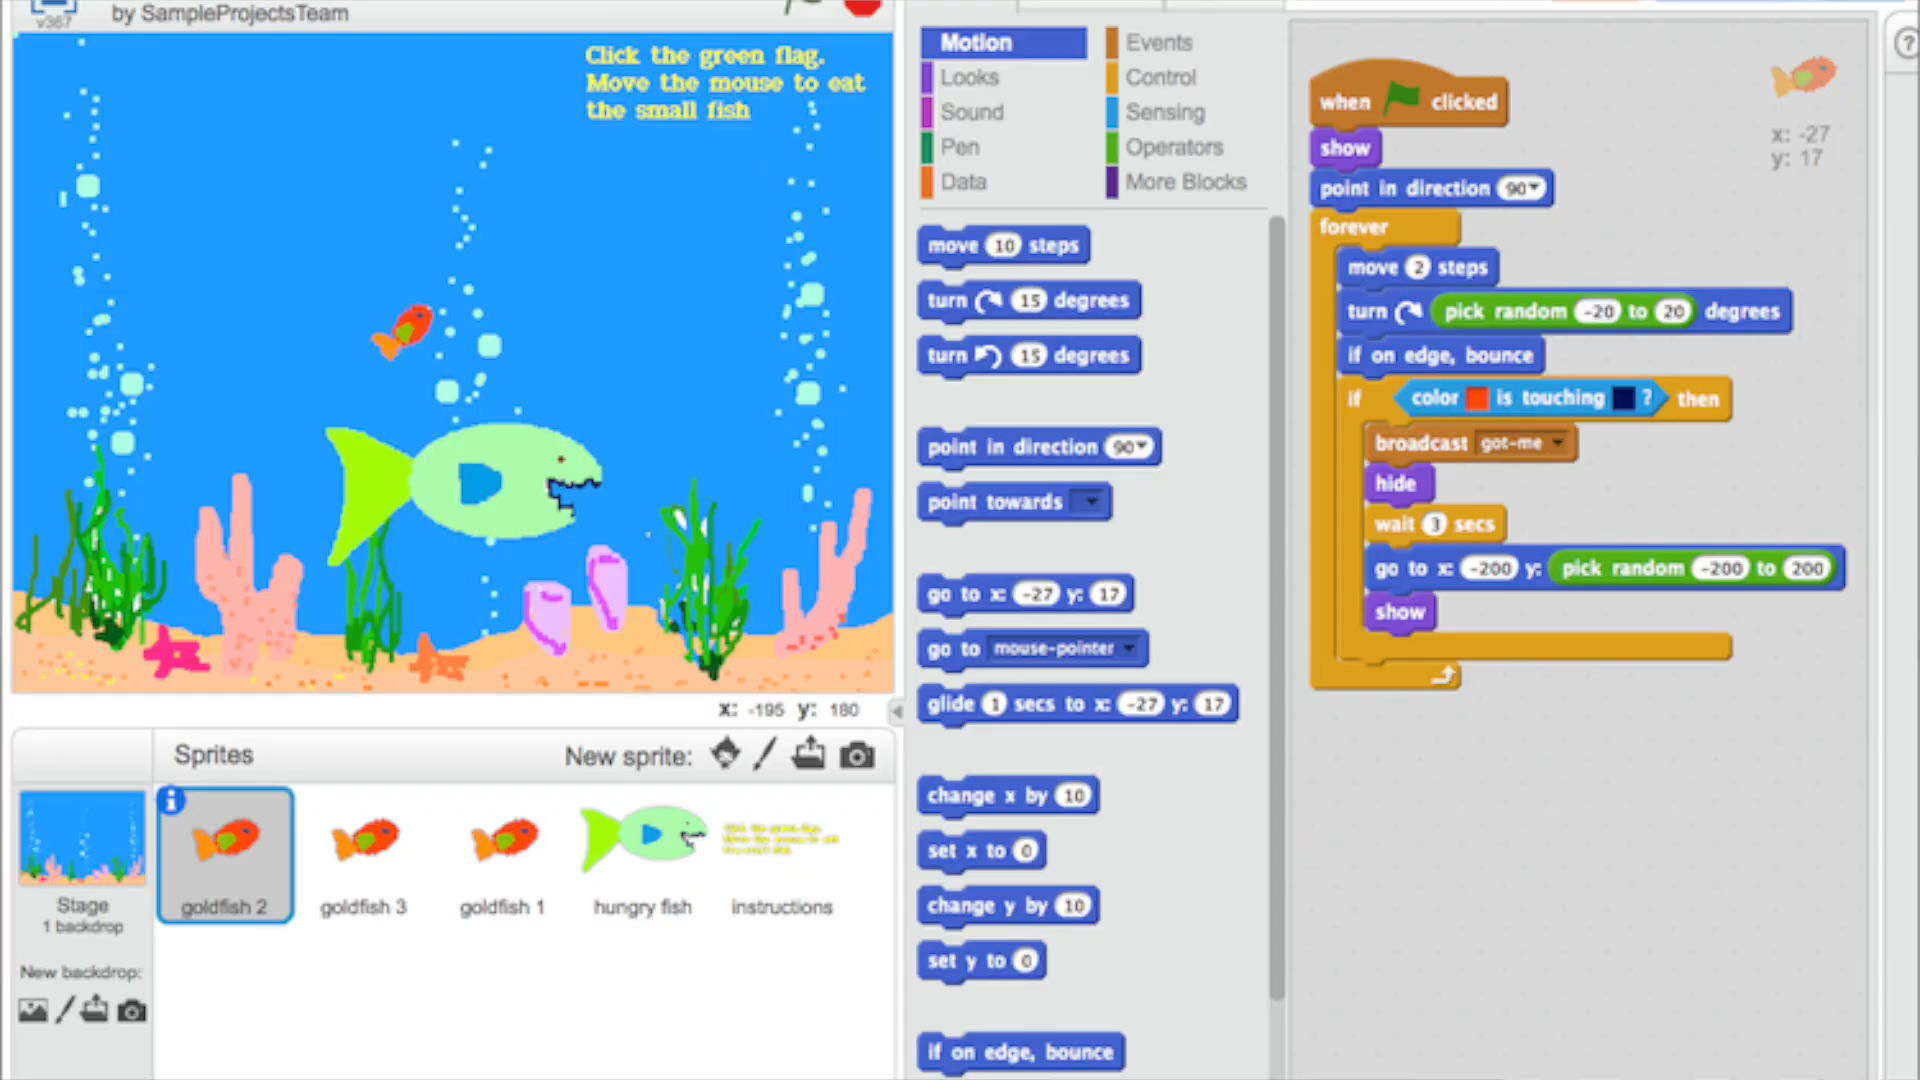 v367
by SampleProjectsTeam
Click the green flag.
Move the mouse to eat
the small fish
x: -195 y: 180
Sprites
New sprite:
Stage
1 backdrop
New backdrop:
goldfish 2
goldfish 3
goldfish 1
hungry fish
instructions
Motion
Looks
Sound
Pen
Data
Events
Control
Sensing
Operators
More Blocks
move 10 steps
turn 15 degrees
turn 15 degrees
point in direction 90
point towards
go to x: -27 y: 17
go to mouse-pointer
glide 1 secs to x: -27 y: 17
change x by 10
set x to 0
change y by 10
set y to 0
if on edge, bounce
when clicked
show
point in direction 90
forever
move 2 steps
turn pick random -20 to 20 degrees
if on edge, bounce
if color is touching ? then
broadcast got-me
hide
wait 3 secs
go to x: -200 y: pick random -200 to 200
show
x: -27
y: 17
?